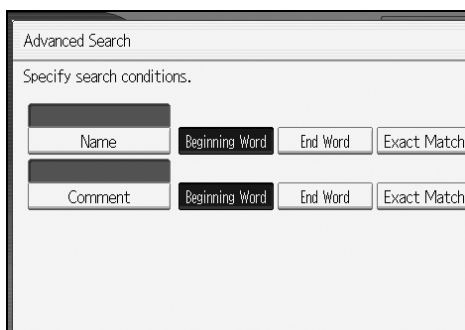 Advanced Search
Specify search conditions.
Name Beginning Word End Word Exact Match
Comment Beginning Word End Word Exact Match